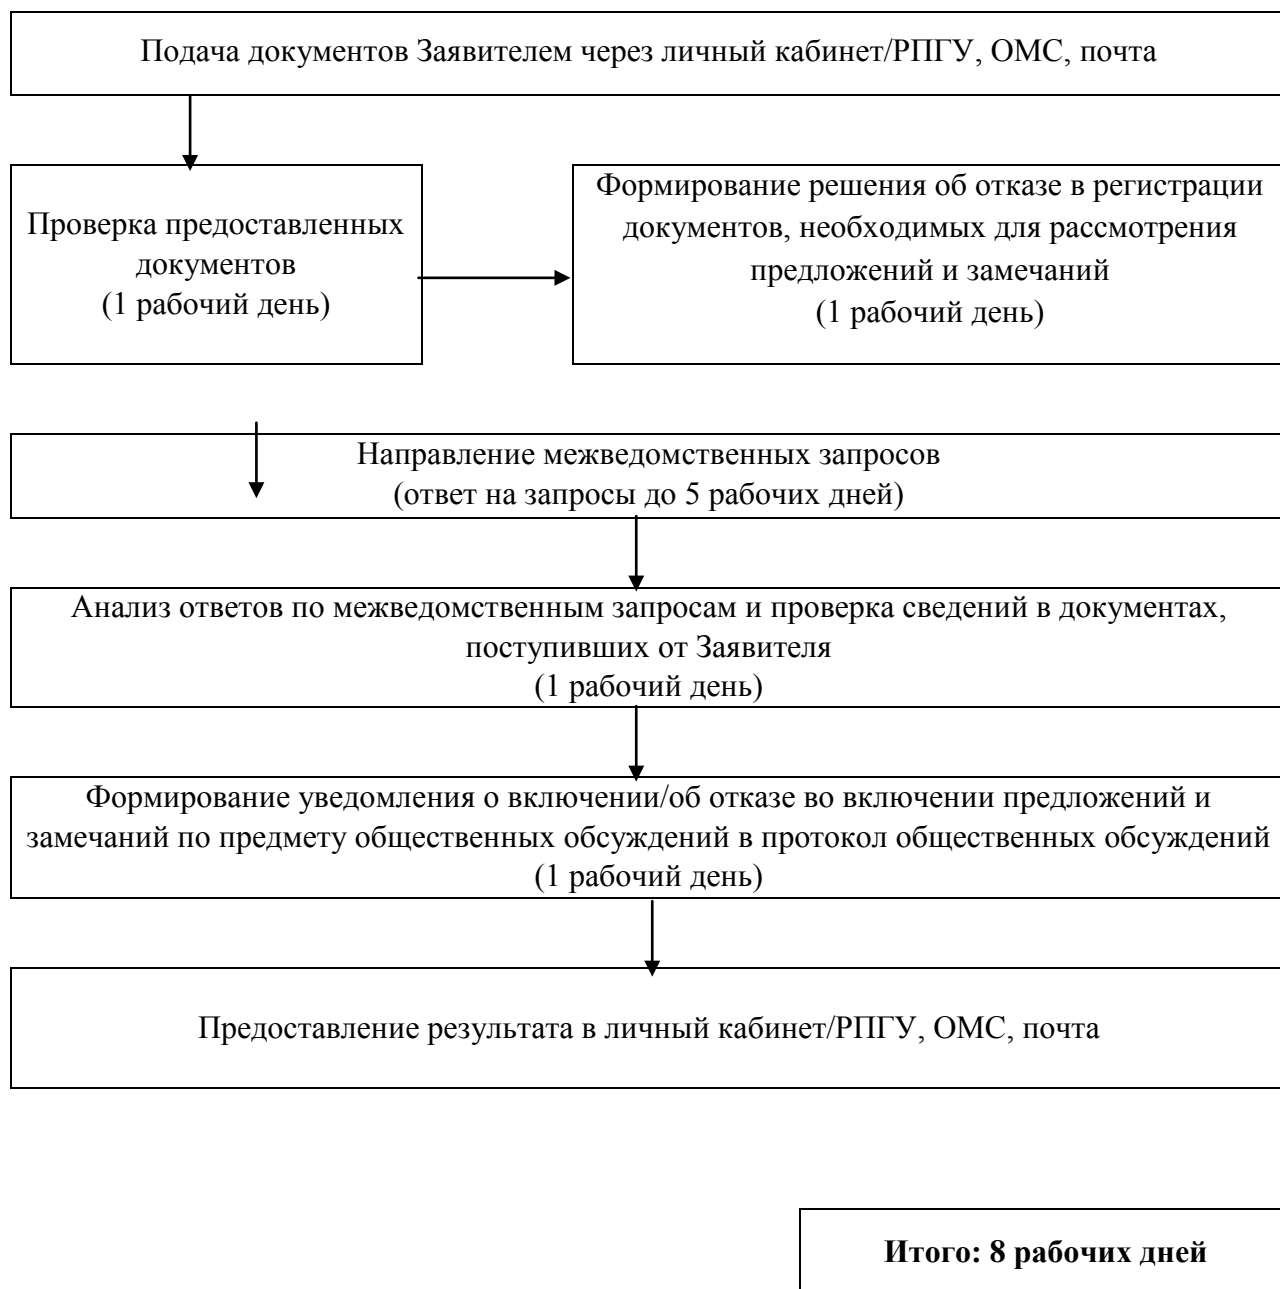 Подача документов Заявителем через личный кабинет/РПГУ, ОМС, почта
Проверка предоставленных
документов
(1 рабочий день)
Формирование решения об отказе в регистрации
документов, необходимых для рассмотрения
предложений и замечаний
(1 рабочий день)
Направление межведомственных запросов
(ответ на запросы до 5 рабочих дней)
Анализ ответов по межведомственным запросам и проверка сведений в документах,
поступивших от Заявителя
(1 рабочий день)
Формирование уведомления о включении/об отказе во включении предложений и
замечаний по предмету общественных обсуждений в протокол общественных обсуждений
(1 рабочий день)
Предоставление результата в личный кабинет/РПГУ, ОМС, почта
Итого: 8 рабочих дней